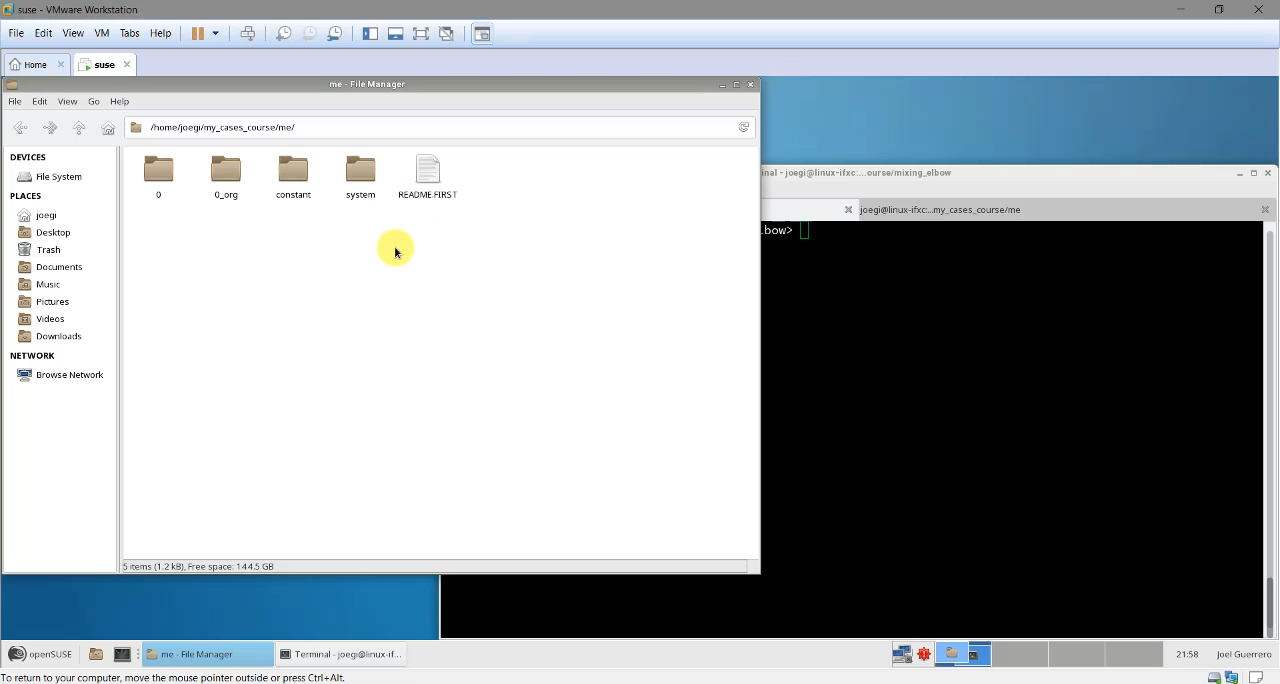 suse - VMware Workstation
File Edit View VM Tabs Help
Home suse
me - File Manager
File Edit View Go Help
/home/joegi/my_cases_course/me/
DEVICES
File System
PLACES
joegi
Desktop
Trash
Documents
Music
Pictures
Videos
Downloads
NETWORK
Browse Network
0 0_org constant system README.FIRST
5 items (1.2 kB), Free space: 144.5 GB
nal - joegi@linux-ifxc:...ourse/mixing_elbow
joegi@linux-ifxc:...my_cases_course/me
bow>
openSUSE me - File Manager Terminal - joegi@linux-if... 21:58 Joel Guerrero
To return to your computer, move the mouse pointer outside or press Ctrl+Alt.